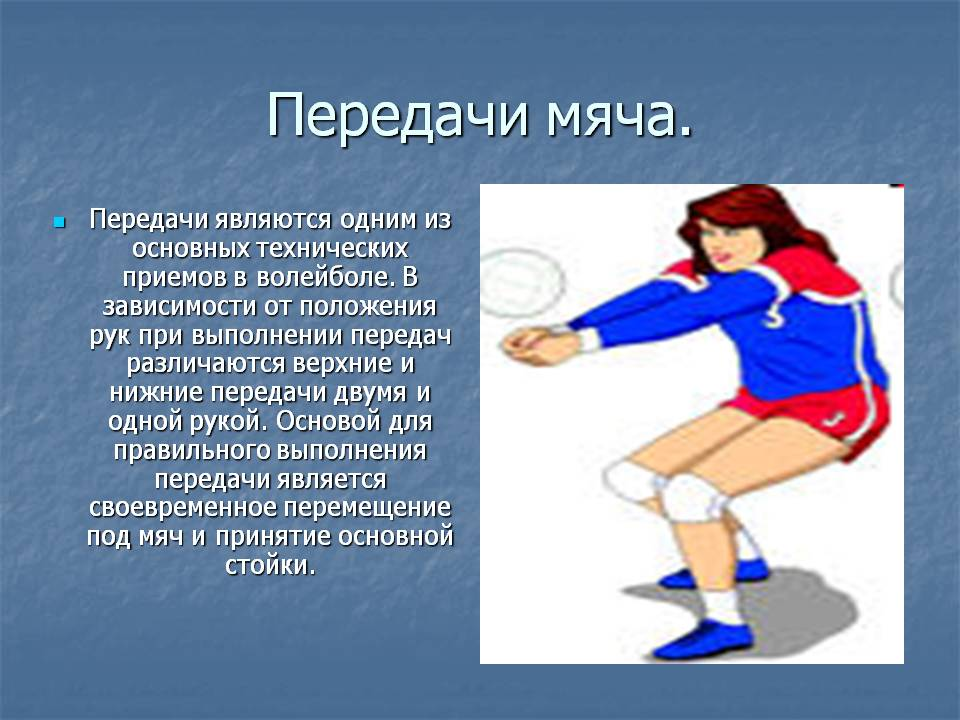 Передачи мяча.
Передачи являются одним из
основных технических
приемов в волейболе. В
зависимости от положения
рук при выполнении передач
различаются верхние и
нижние передачи двумя и
одной рукой. Основой для
правильного выполнения
передачи является
своевременное перемещение
под мяч и принятие основной
стойки.